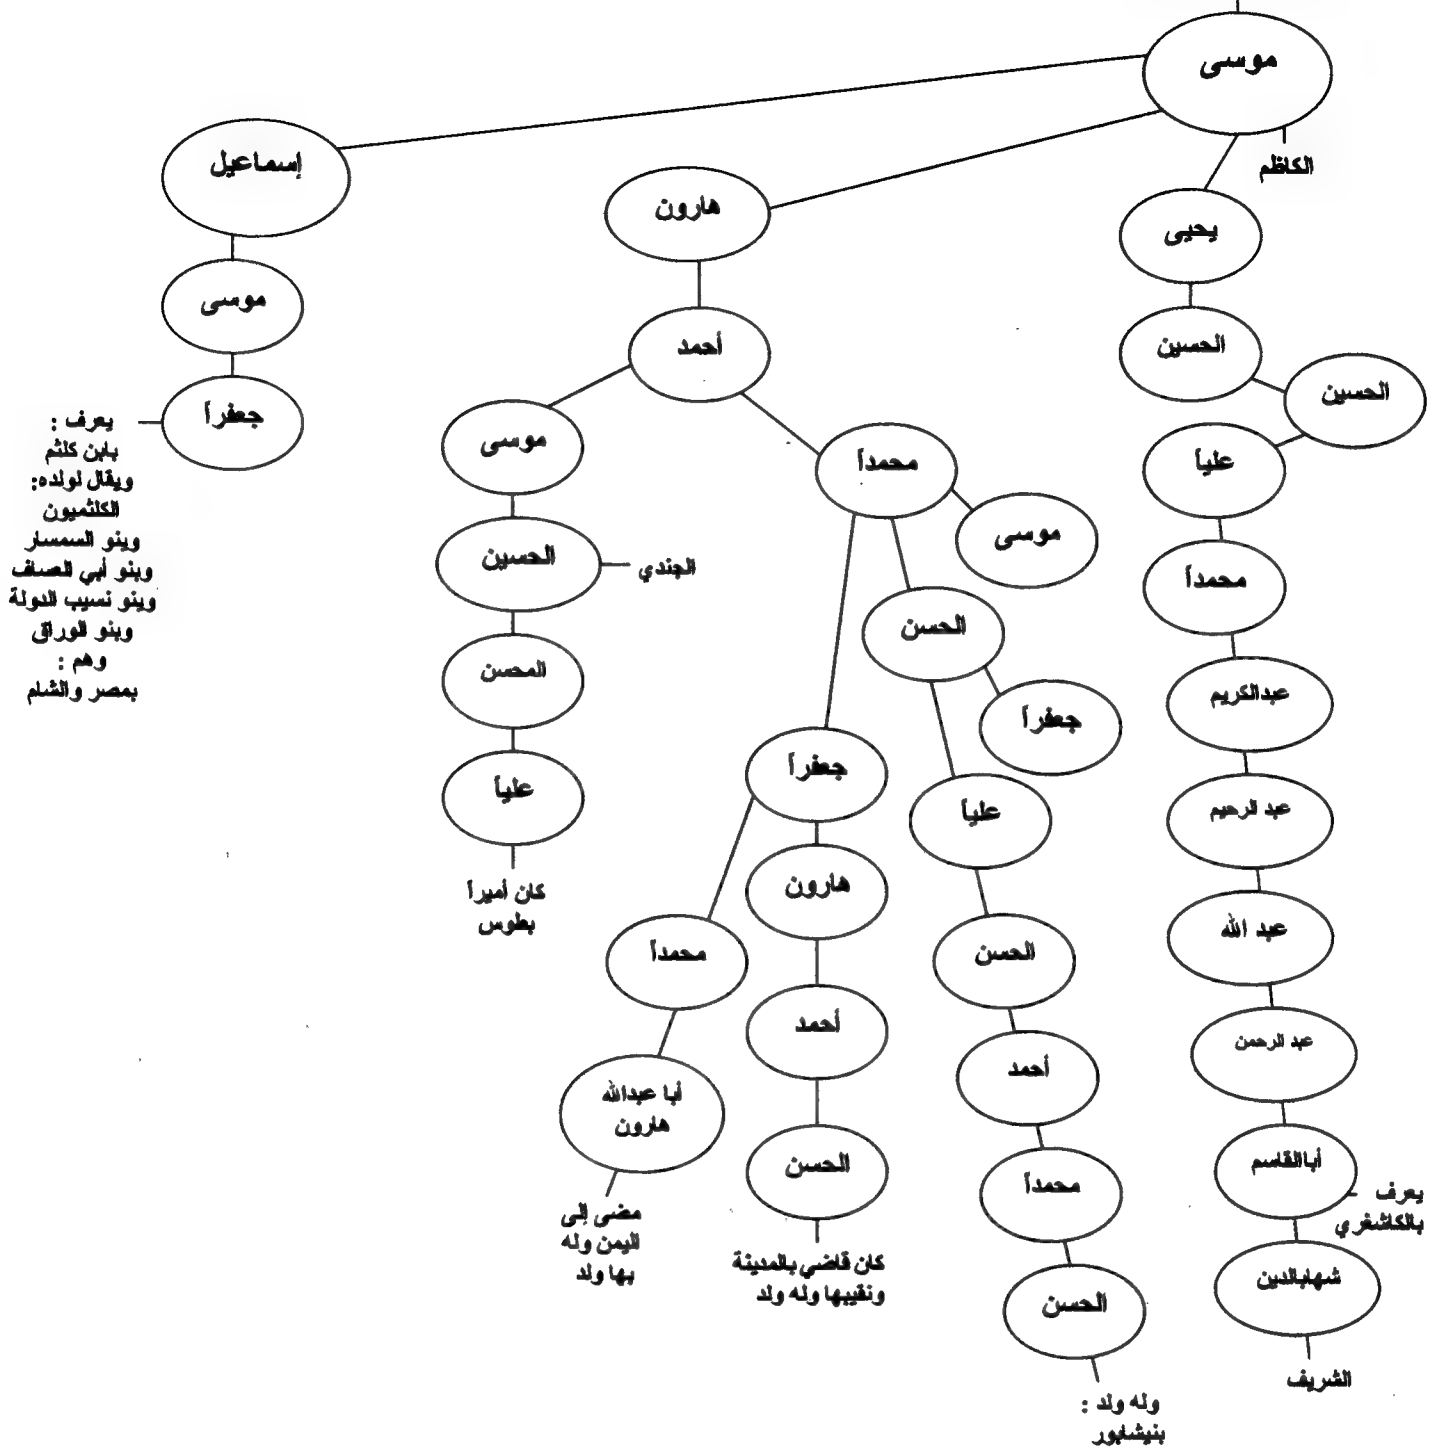 موسى
الكاظم
يحيى
الحسين
الحسين
علياً
محمداً
عبدالكريم
عبد الرحيم
عبد الله
عبد الرحمن
أباالقاسم
يعرف
بالكاشغري
شهابالدين
الشريف
هارون
أحمد
محمداً
موسى
الحسن
جعفراً
علياً
الحسن
أحمد
محمداً
الحسن
وله ولد :
بنيشابور
جعفراً
هارون
أحمد
الحسن
كان قاضي بالمدينة
ونقيبها وله ولد
محمداً
أبا عبدالله
هارون
مضى إلى
اليمن وله
بها ولد
موسى
الحسين
الجندي
المحسن
علياً
كان أميراً
بطوس
إسماعيل
موسى
جعفراً
يعرف :
بابن كلثم
ويقال لولده:
الكلثميون
وبنو السمسار
وبنو أبي العساف
وبنو نسيب الدولة
وبنو الوراق
وهم :
بمصر والشام